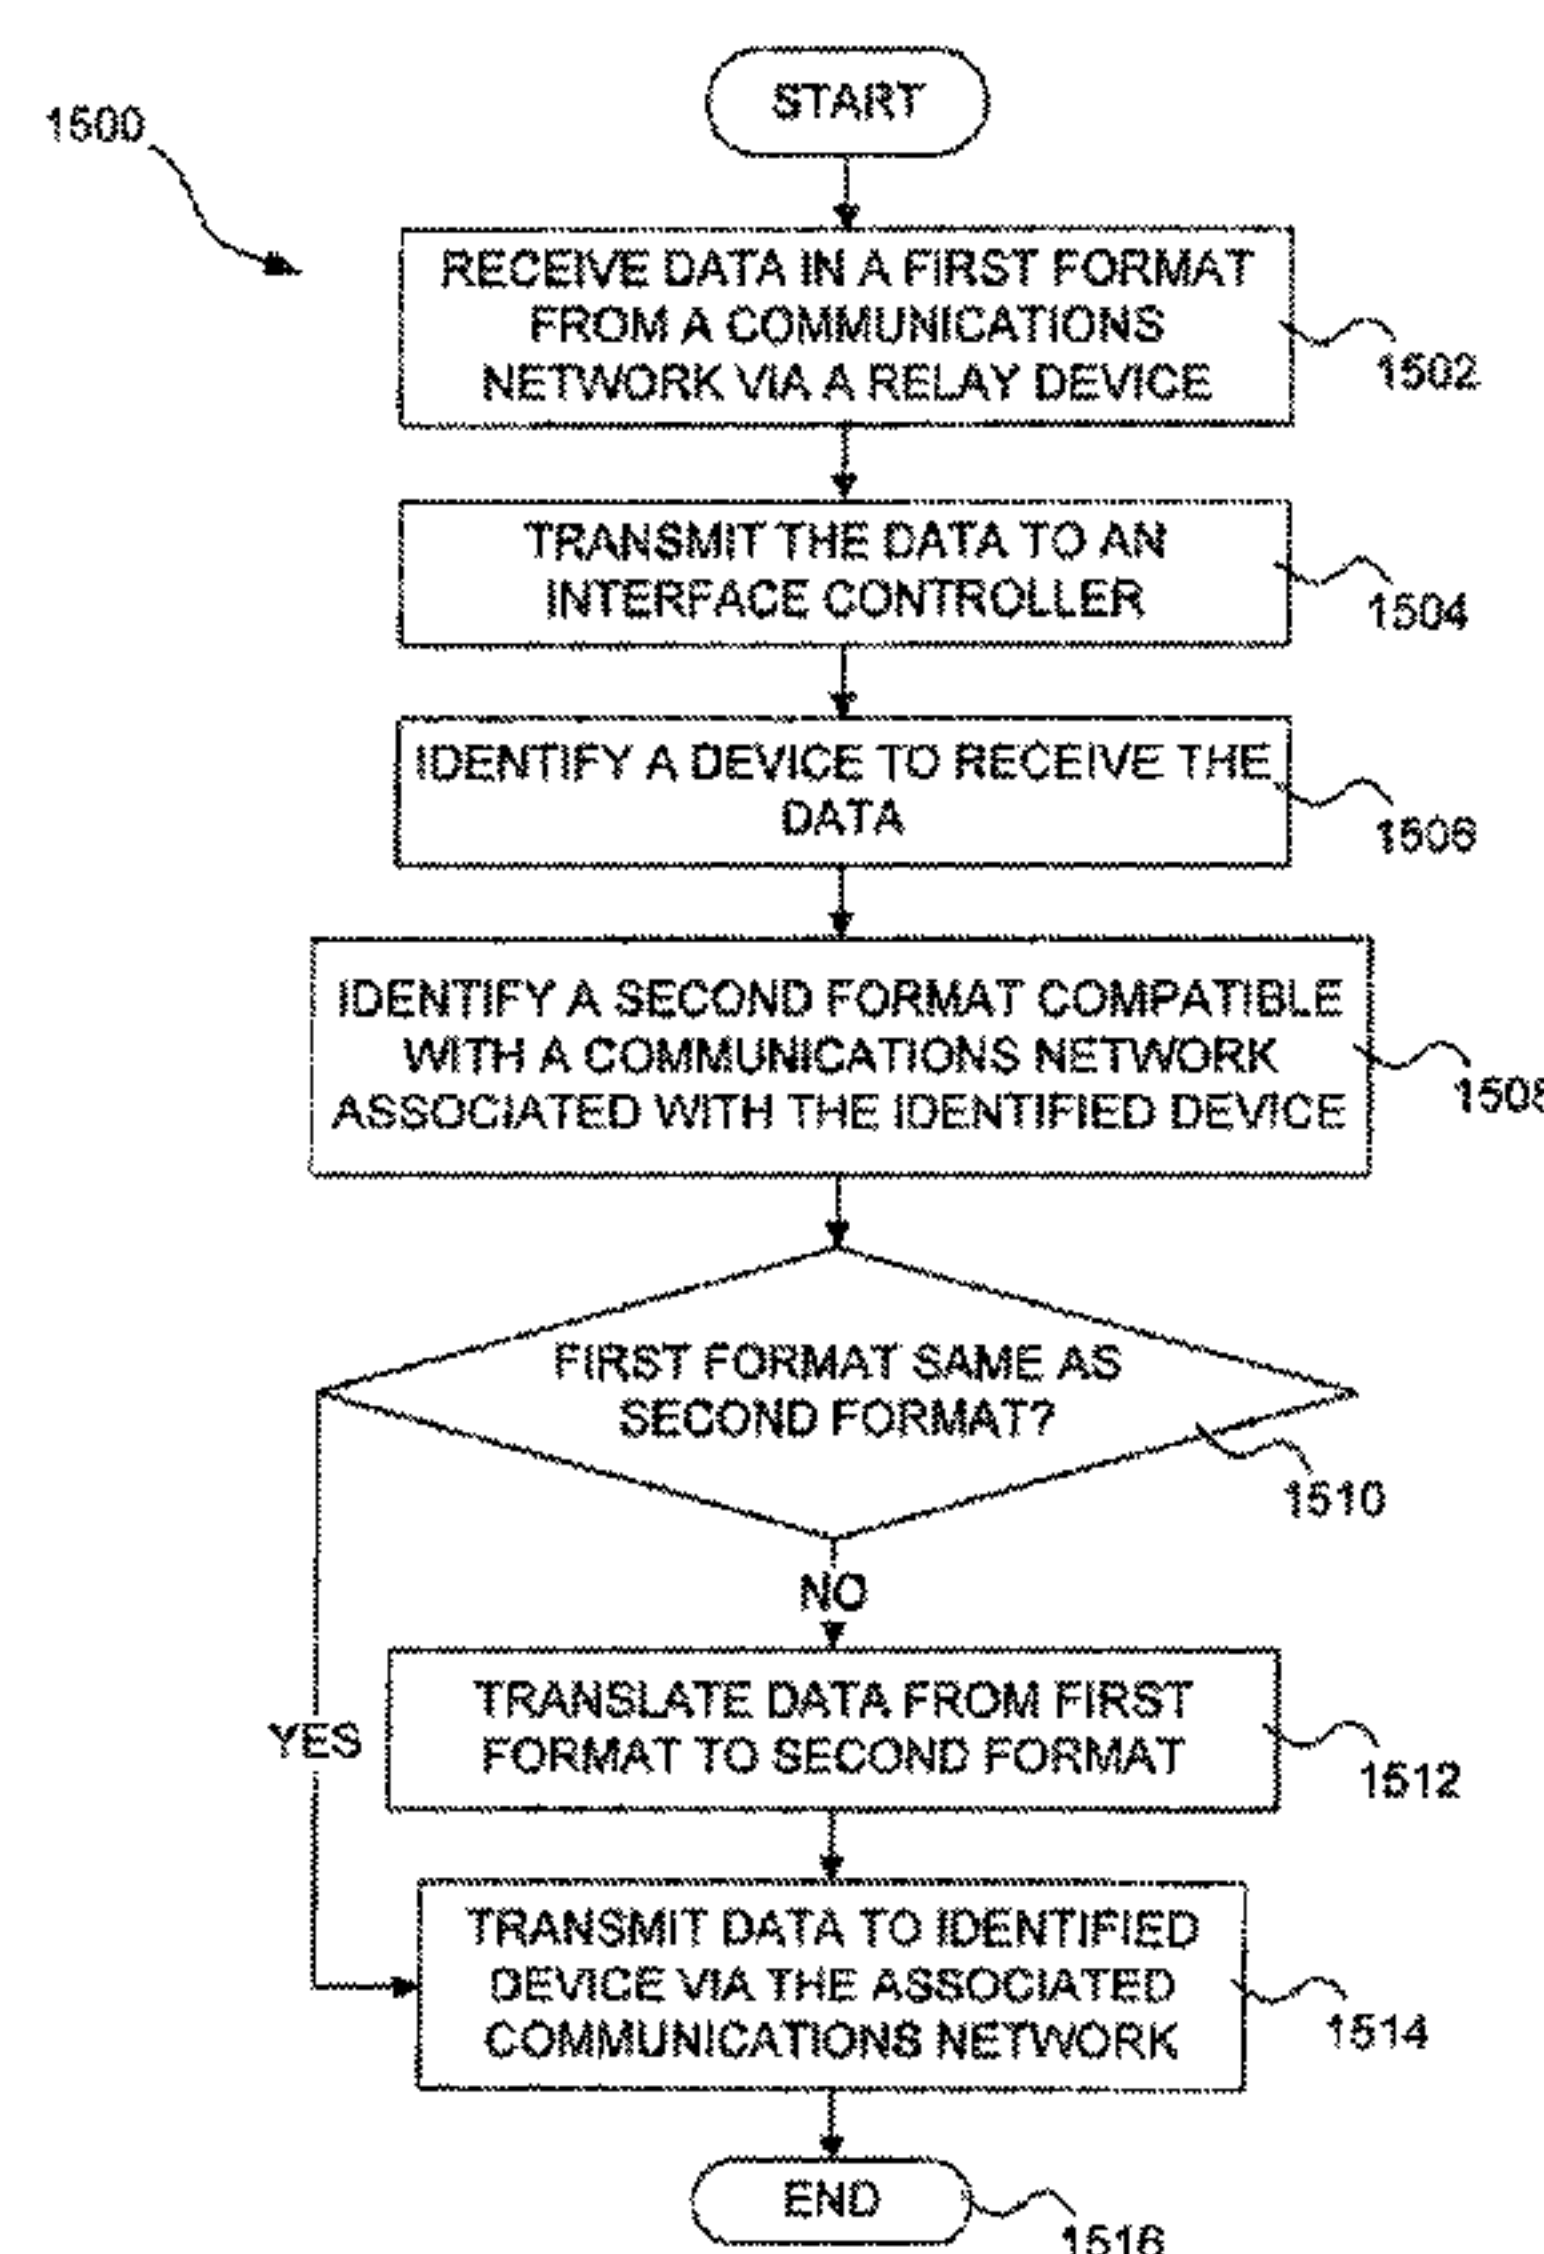 START
1500
RECEIVE DATA IN A FIRST FORMAT
FROM A COMMUNICATIONS
NETWORK VIA A RELAY DEVICE
1502
TRANSMIT THE DATA TO AN
INTERFACE CONTROLLER
1504
IDENTIFY A DEVICE TO RECEIVE THE
DATA
1506
IDENTIFY A SECOND FORMAT COMPATIBLE
WITH A COMMUNICATIONS NETWORK
ASSOCIATED WITH THE IDENTIFIED DEVICE
1508
FIRST FORMAT SAME AS
SECOND FORMAT?
1510
NO
TRANSLATE DATA FROM FIRST
FORMAT TO SECOND FORMAT
YES
1512
TRANSMIT DATA TO IDENTIFIED
DEVICE VIA THE ASSOCIATED
COMMUNICATIONS NETWORK
1514
END
1516